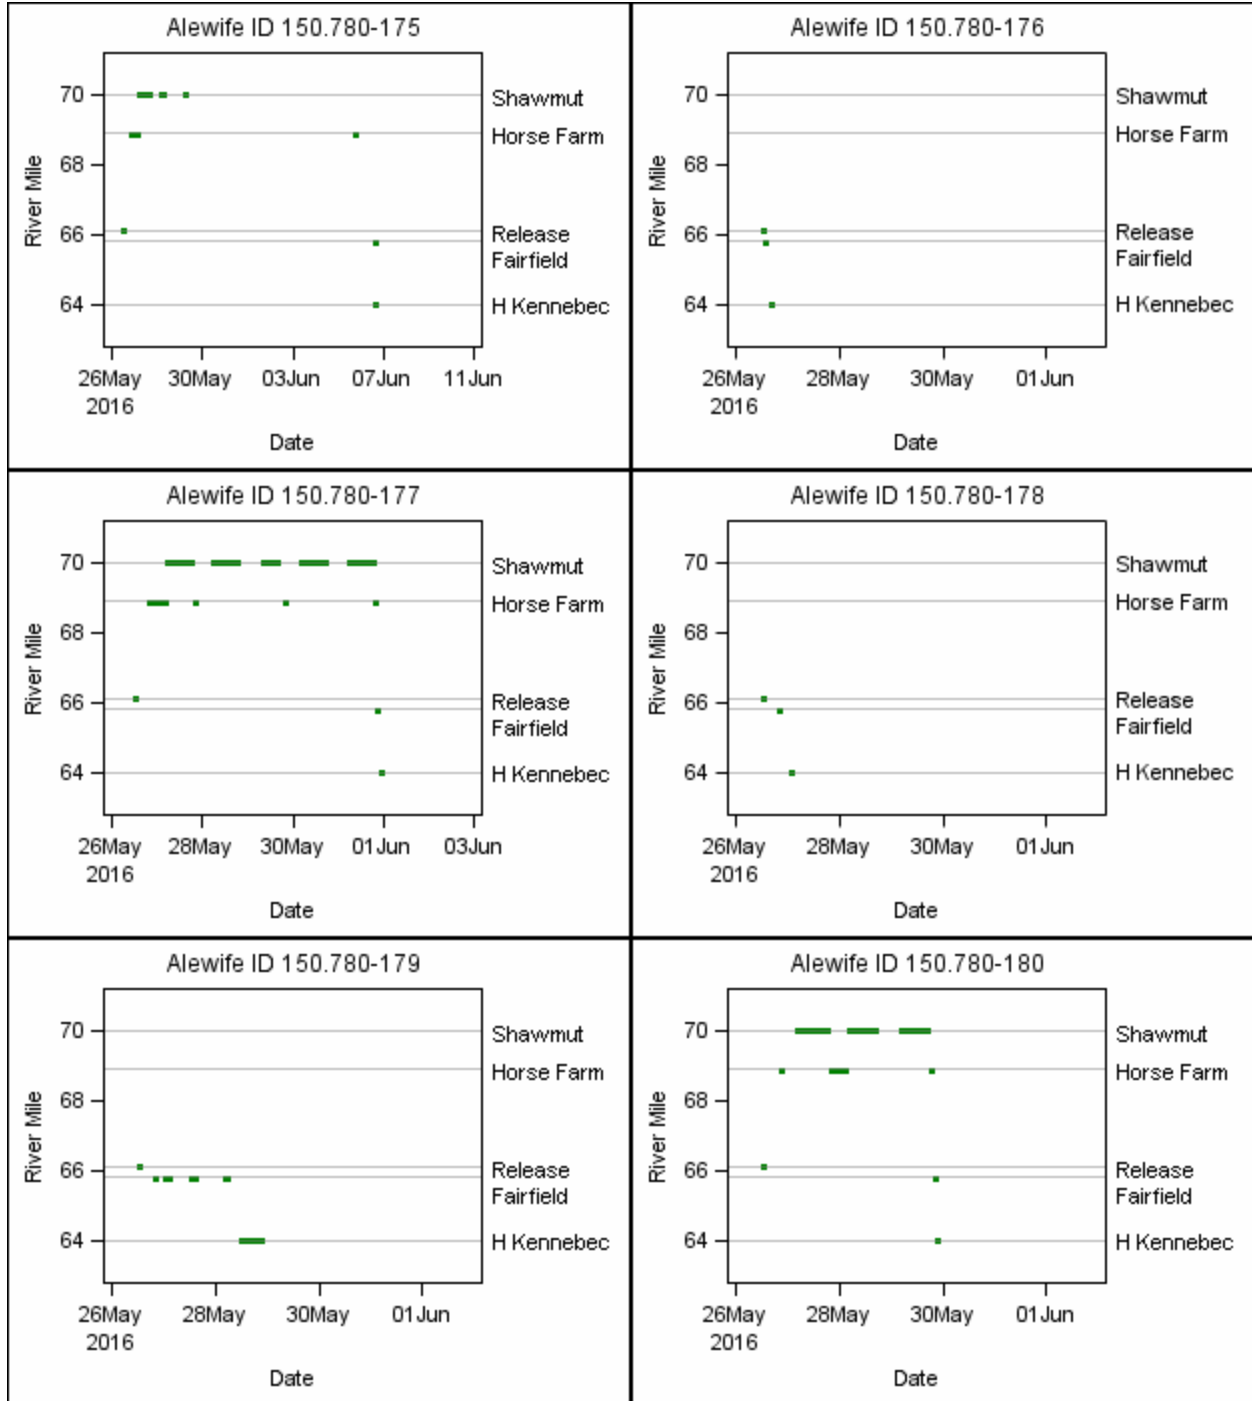 Alewife ID 150.780-175
70
68
66
64
River Mile
Shawmut
Horse Farm
Release
Fairfield
H Kennebec
26May 30May 03Jun 07Jun 11Jun
2016
Date
Alewife ID 150.780-176
70
68
66
64
River Mile
Shawmut
Horse Farm
Release
Fairfield
H Kennebec
26May 28May 30May 01Jun
2016
Date
Alewife ID 150.780-177
70
68
66
64
River Mile
Shawmut
Horse Farm
Release
Fairfield
H Kennebec
26May 28May 30May 01Jun 03Jun
2016
Date
Alewife ID 150.780-178
70
68
66
64
River Mile
Shawmut
Horse Farm
Release
Fairfield
H Kennebec
26May 28May 30May 01Jun
2016
Date
Alewife ID 150.780-179
70
68
66
64
River Mile
Shawmut
Horse Farm
Release
Fairfield
H Kennebec
26May 28May 30May 01Jun
2016
Date
Alewife ID 150.780-180
70
68
66
64
River Mile
Shawmut
Horse Farm
Release
Fairfield
H Kennebec
26May 28May 30May 01Jun
2016
Date